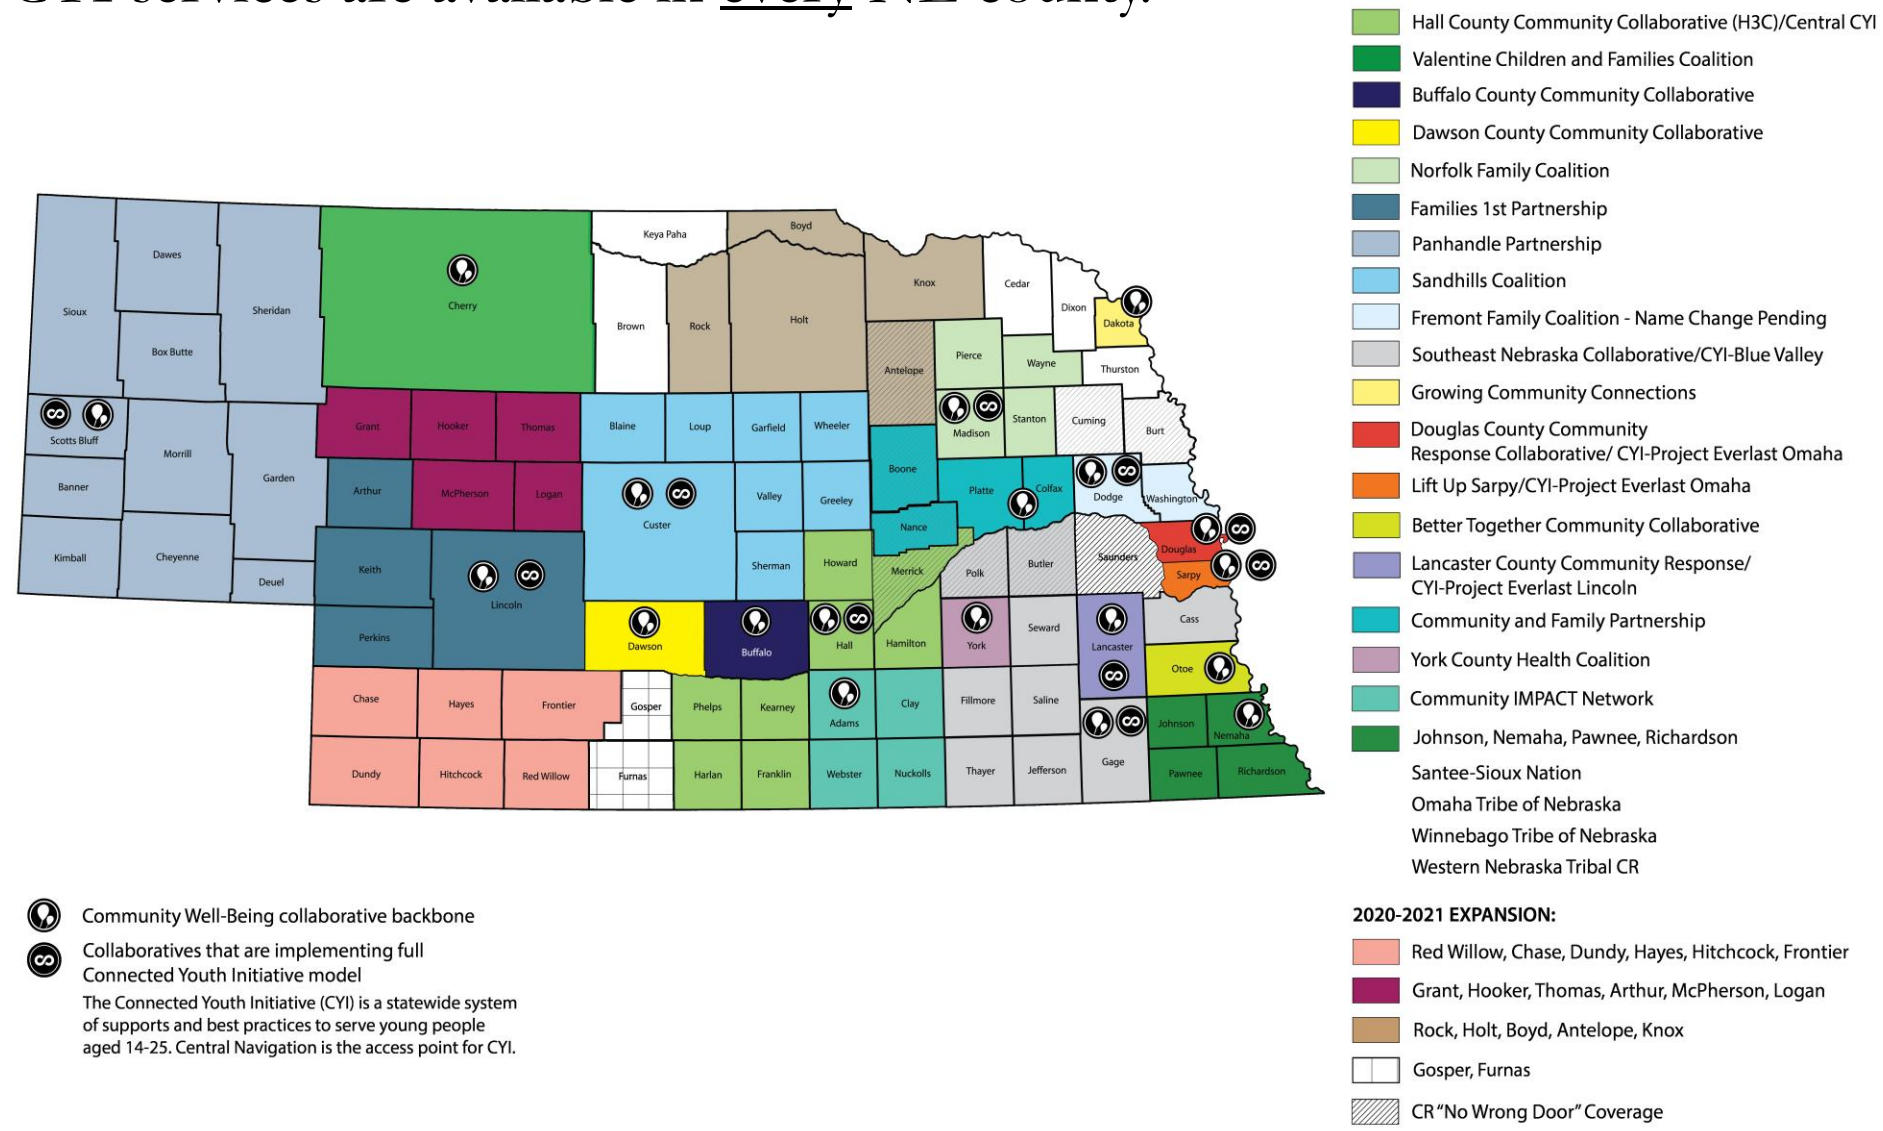 CYI services are available in every NE county.
Hall County Community Collaborative (H3C)/Central CYI
Valentine Children and Families Coalition
Buffalo County Community Collaborative
Dawson County Community Collaborative
Norfolk Family Coalition
Families 1st Partnership
Panhandle Partnership
Sandhills Coalition
Fremont Family Coalition - Name Change Pending
Southeast Nebraska Collaborative/CYI-Blue Valley
Growing Community Connections
Douglas County Community
Response Collaborative/ CYI-Project Everlast Omaha
Lift Up Sarpy/CYI-Project Everlast Omaha
Better Together Community Collaborative
Lancaster County Community Response/
CYI-Project Everlast Lincoln
Community and Family Partnership
York County Health Coalition
Community IMPACT Network
Johnson, Nemaha, Pawnee, Richardson
Santee-Sioux Nation
Omaha Tribe of Nebraska
Winnebago Tribe of Nebraska
Western Nebraska Tribal CR
2020-2021 EXPANSION:
Red Willow, Chase, Dundy, Hayes, Hitchcock, Frontier
Grant, Hooker, Thomas, Arthur, McPherson, Logan
Rock, Holt, Boyd, Antelope, Knox
Gosper, Furnas
CR “No Wrong Door” Coverage
Sioux
Dawes
Sheridan
Box Butte
Scotts Bluff
Morrill
Banner
Garden
Kimball
Cheyenne
Deuel
Cherry
Keya Paha
Boyd
Brown
Rock
Holt
Knox
Cedar
Dixon
Dakota
Antelope
Pierce
Wayne
Thurston
Grant
Hooker
Thomas
Blaine
Loup
Garfield
Wheeler
Madison
Stanton
Cuming
Burt
Arthur
McPherson
Logan
Custer
Valley
Greeley
Boone
Platte
Colfax
Dodge
Washington
Nance
Keith
Lincoln
Sherman
Howard
Merrick
Polk
Butler
Saunders
Douglas
Sarpy
Perkins
Dawson
Buffalo
Hall
Hamilton
York
Seward
Lancaster
Cass
Otoe
Chase
Hayes
Frontier
Gosper
Phelps
Kearney
Adams
Clay
Fillmore
Saline
Gage
Johnson
Nemaha
Dundy
Hitchcock
Red Willow
Furnas
Harlan
Franklin
Webster
Nuckolls
Thayer
Jefferson
Pawnee
Richardson
Community Well-Being collaborative backbone
Collaboratives that are implementing full
Connected Youth Initiative model
The Connected Youth Initiative (CYI) is a statewide system
of supports and best practices to serve young people
aged 14-25. Central Navigation is the access point for CYI.